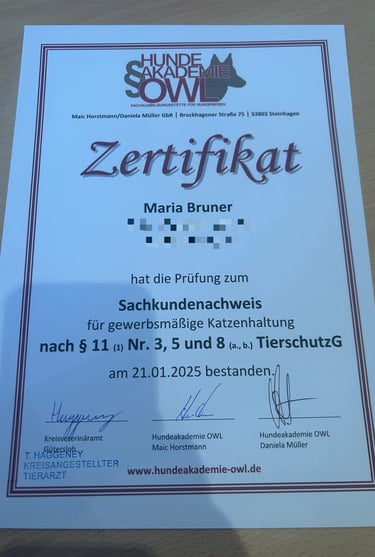 HUNDE
§AKADEMIE
§OWL
FACHAUSBILDUNGSSTÄTTE FÜR HUNDEWESEN
Maic Horstmann/Daniela Müller GbR | Brockhagener Straße 75 | 33803 Steinhagen
Zertifikat
Maria Bruner
hat die Prüfung zum
Sachkundenachweis
für gewerbsmäßige Katzenhaltung
nach § 11 (1) Nr. 3, 5 und 8 (a., b.) TierschutzG
am 21.01.2025 bestanden.
Kreisveterinäramt
Gütersloh
Hundeakademie OWL
Maic Horstmann
Hundeakademie OWL
Daniela Müller
T. HAGGENEY
KREISANGESTELLTER
TIERARZT
www.hundeakademie-owl.de